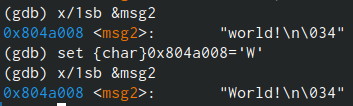 (gdb) x/1sb &msg2
0x804a008 <msg2>:       "world!\n\034"
(gdb) set {char}0x804a008='W'
(gdb) x/1sb &msg2
0x804a008 <msg2>:       "World!\n\034"